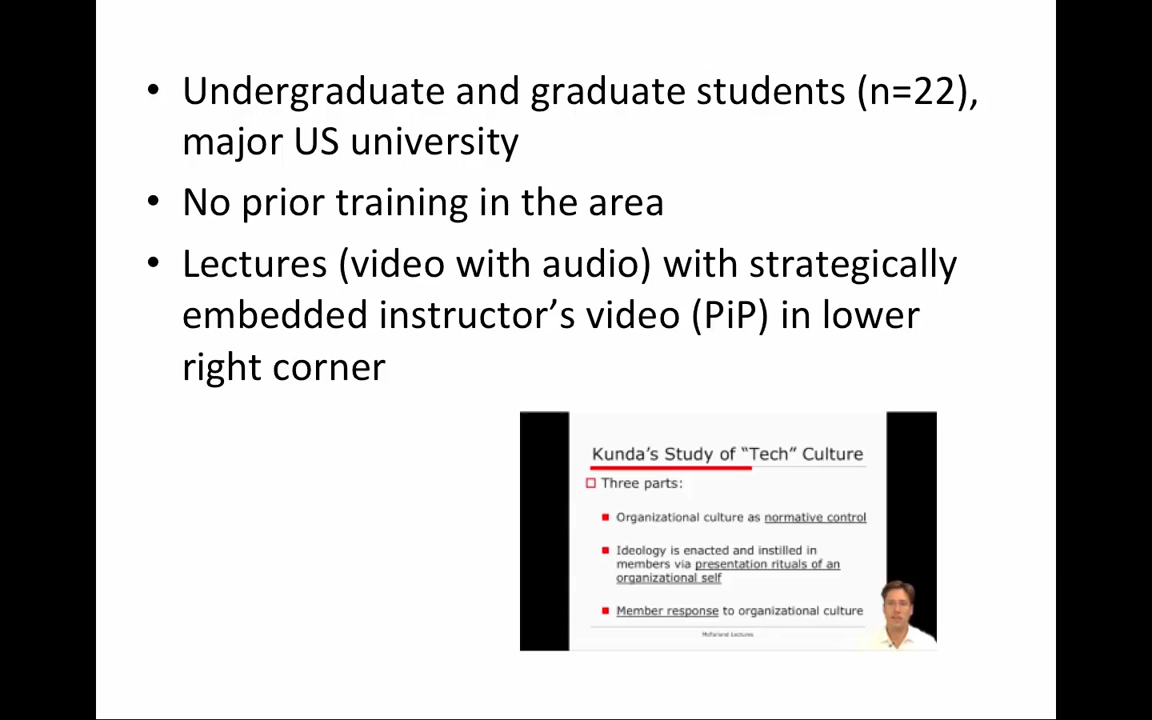 • Undergraduate and graduate students (n=22),
major US university
• No prior training in the area
• Lectures (video with audio) with strategically
embedded instructor’s video (PiP) in lower
right corner
Kunda’s Study of “Tech” Culture
Three parts:
Organizational culture as normative control
Ideology is enacted and instilled in
members via presentation rituals of an
organizational self
Member response to organizational culture
McFarland Lectures